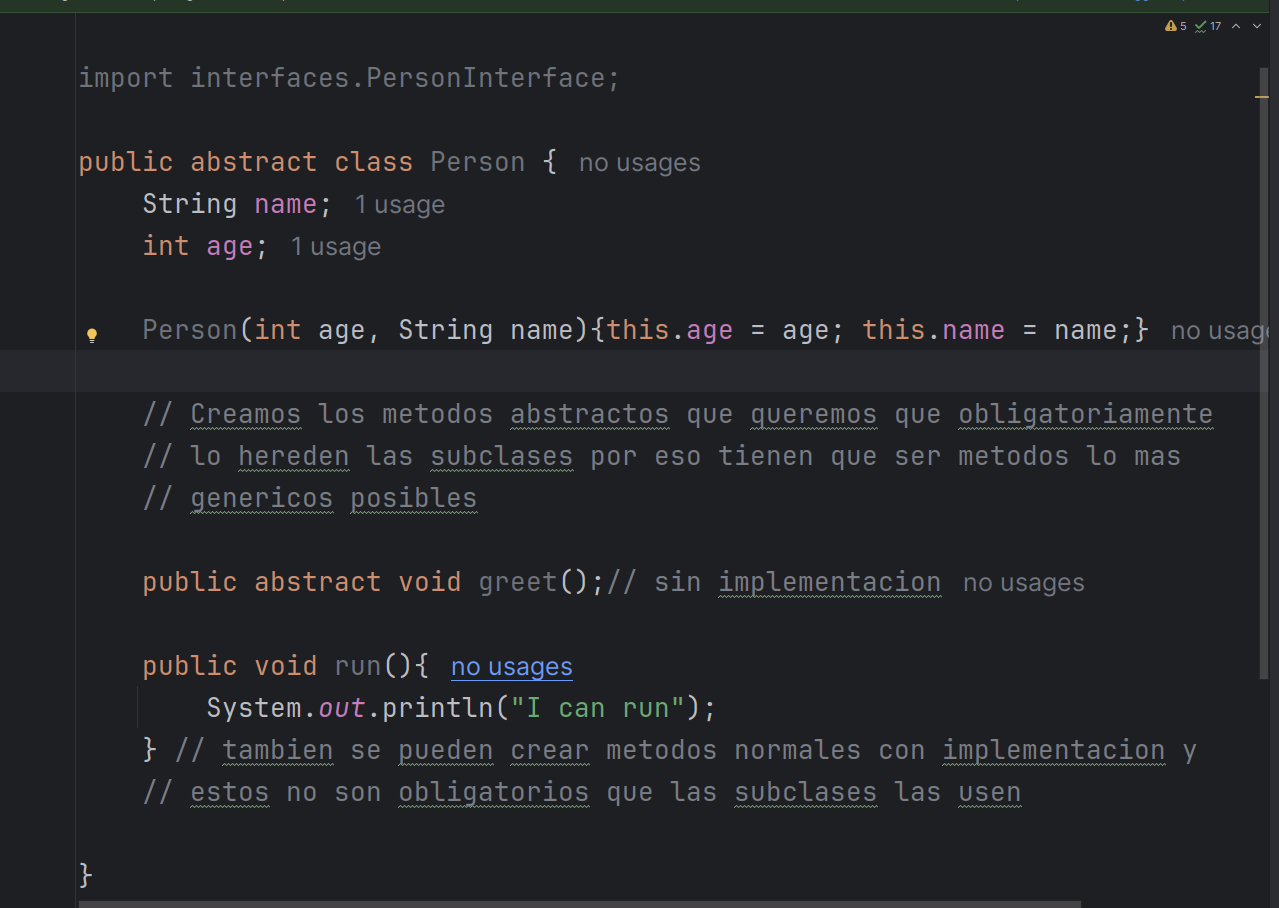 5 17
import interfaces.PersonInterface;
public abstract class Person { no usages
String name; 1 usage
int age; 1 usage
Person(int age, String name){this.age = age; this.name = name;} no usage
// Creamos los metodos abstractos que queremos que obligatoriamente
// lo hereden las subclases por eso tienen que ser metodos lo mas
// genericos posibles
public abstract void greet();// sin implementacion no usages
public void run(){ no usages
System.out.println("I can run");
} // tambien se pueden crear metodos normales con implementacion y
// estos no son obligatorios que las subclases las usen
}